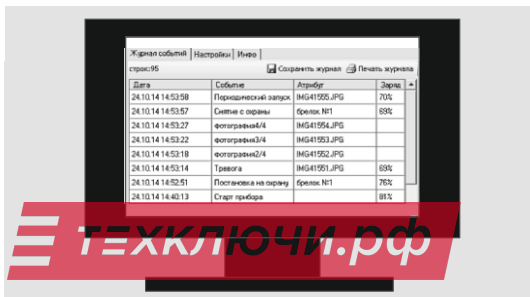 Журнал событий Настройки Инфо
строк:95 Сохранить журнал Печать журнала
Дата Событие Атрибут Заряд
24.10.14 14:53:58 Периодический запуск IMG41555.JPG 70%
24.10.14 14:53:57 Снятие с охраны брелок №1 69%
24.10.14 14:53:27 фотография4/4 IMG41554.JPG
24.10.14 14:53:22 фотография3/4 IMG41553.JPG
24.10.14 14:53:18 фотография2/4 IMG41552.JPG
24.10.14 14:53:14 Тревога IMG41551.JPG 69%
24.10.14 14:52:51 Постановка на охрану брелок №1 76%
24.10.14 14:40:13 Старт прибора 81%
ТЕХКЛЮЧИ.РФ